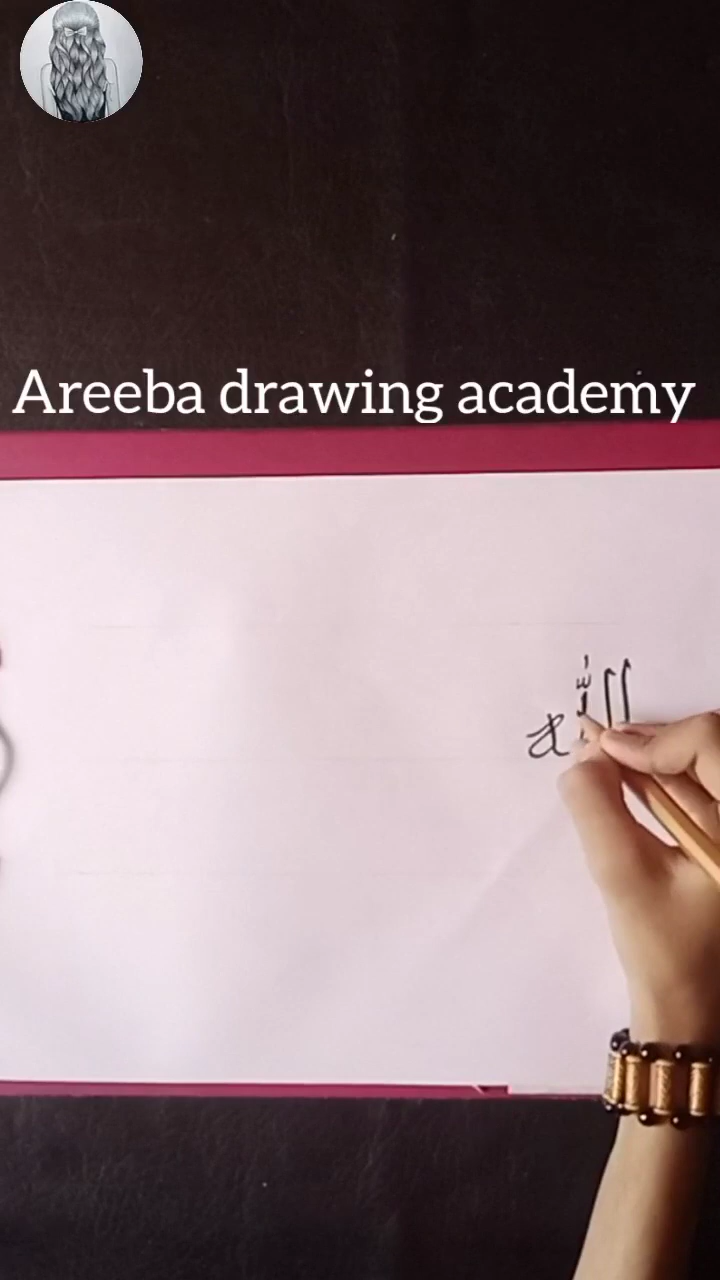 Areeba drawing academy
الله